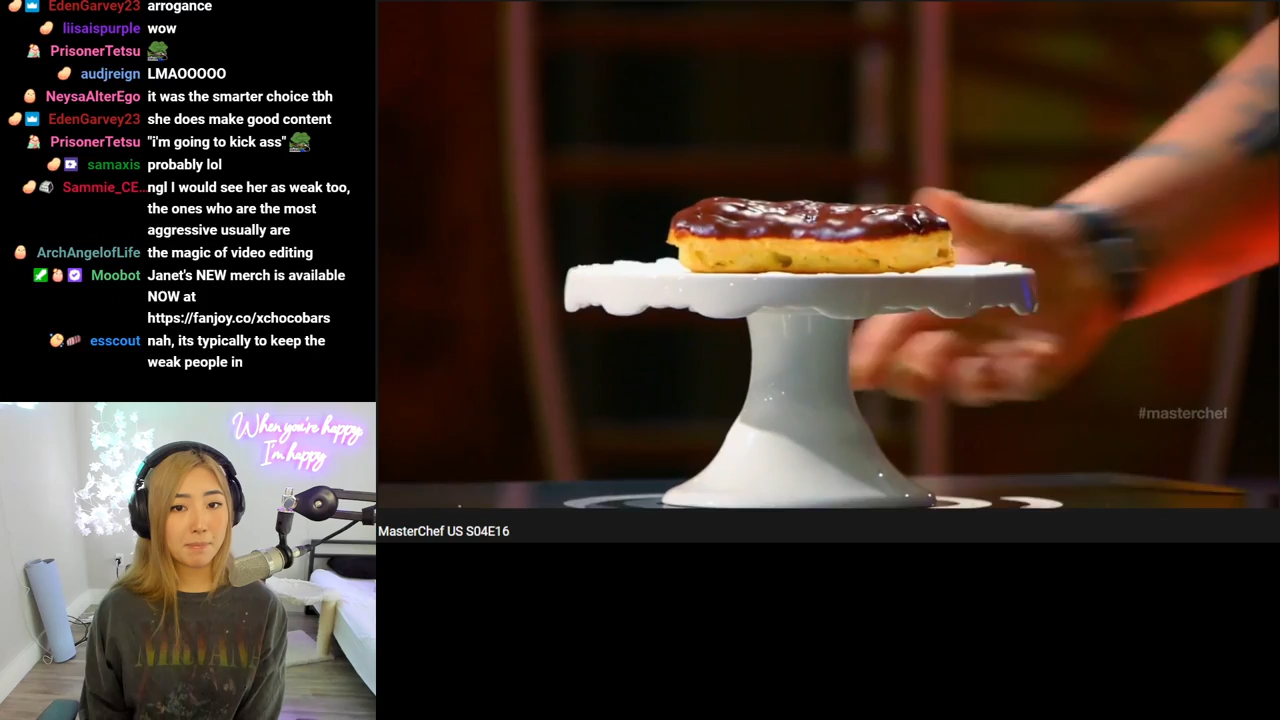 EdenGarvey23 arrogance
liisaispurple wow
PrisonerTetsu
audjreign LMAOOOOO
NeysaAlterEgo it was the smarter choice tbh
EdenGarvey23 she does make good content
PrisonerTetsu "i'm going to kick ass"
samaxis probably lol
Sammie_CE... ngl I would see her as weak too,
the ones who are the most
aggressive usually are
ArchAngelofLife the magic of video editing
Moobot Janet's NEW merch is available
NOW at
https://fanjoy.co/xchocobars
esscout nah, its typically to keep the
weak people in
#masterchef
MasterChef US S04E16
When you're happy,
I'm happy
NIRVANA